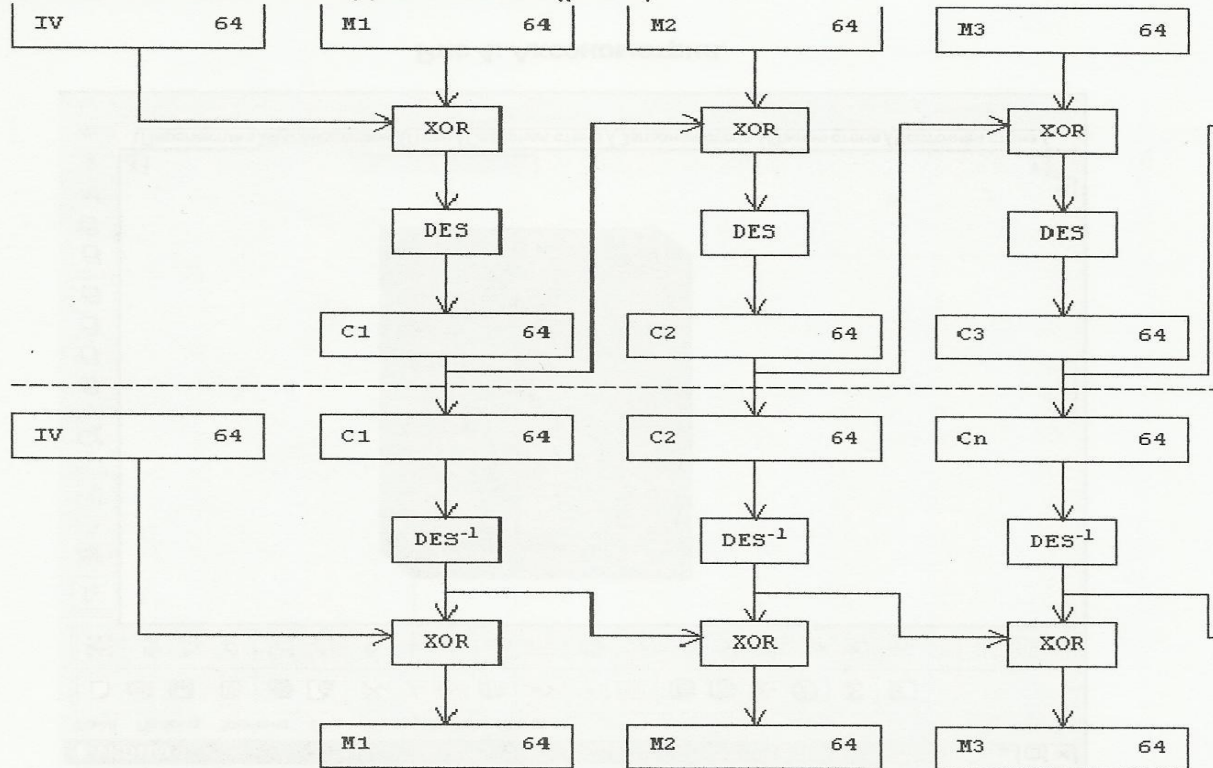 IV 64 M1 64 M2 64 M3 64
XOR XOR XOR
DES DES DES
C1 64 C2 64 C3 64
IV 64 C1 64 C2 64 Cn 64
DES⁻¹ DES⁻¹ DES⁻¹
XOR XOR XOR
M1 64 M2 64 M3 64